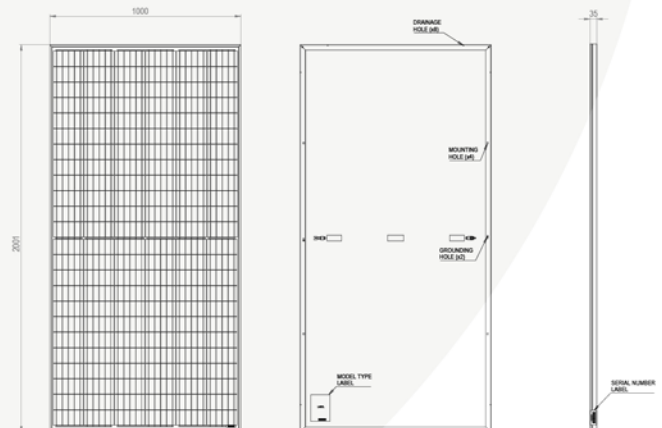 1000
2001
DRAINAGE
HOLE (x8)
MOUNTING
HOLE (x4)
GROUNDING
HOLE (x2)
MODEL TYPE
LABEL
35
SERIAL NUMBER
LABEL